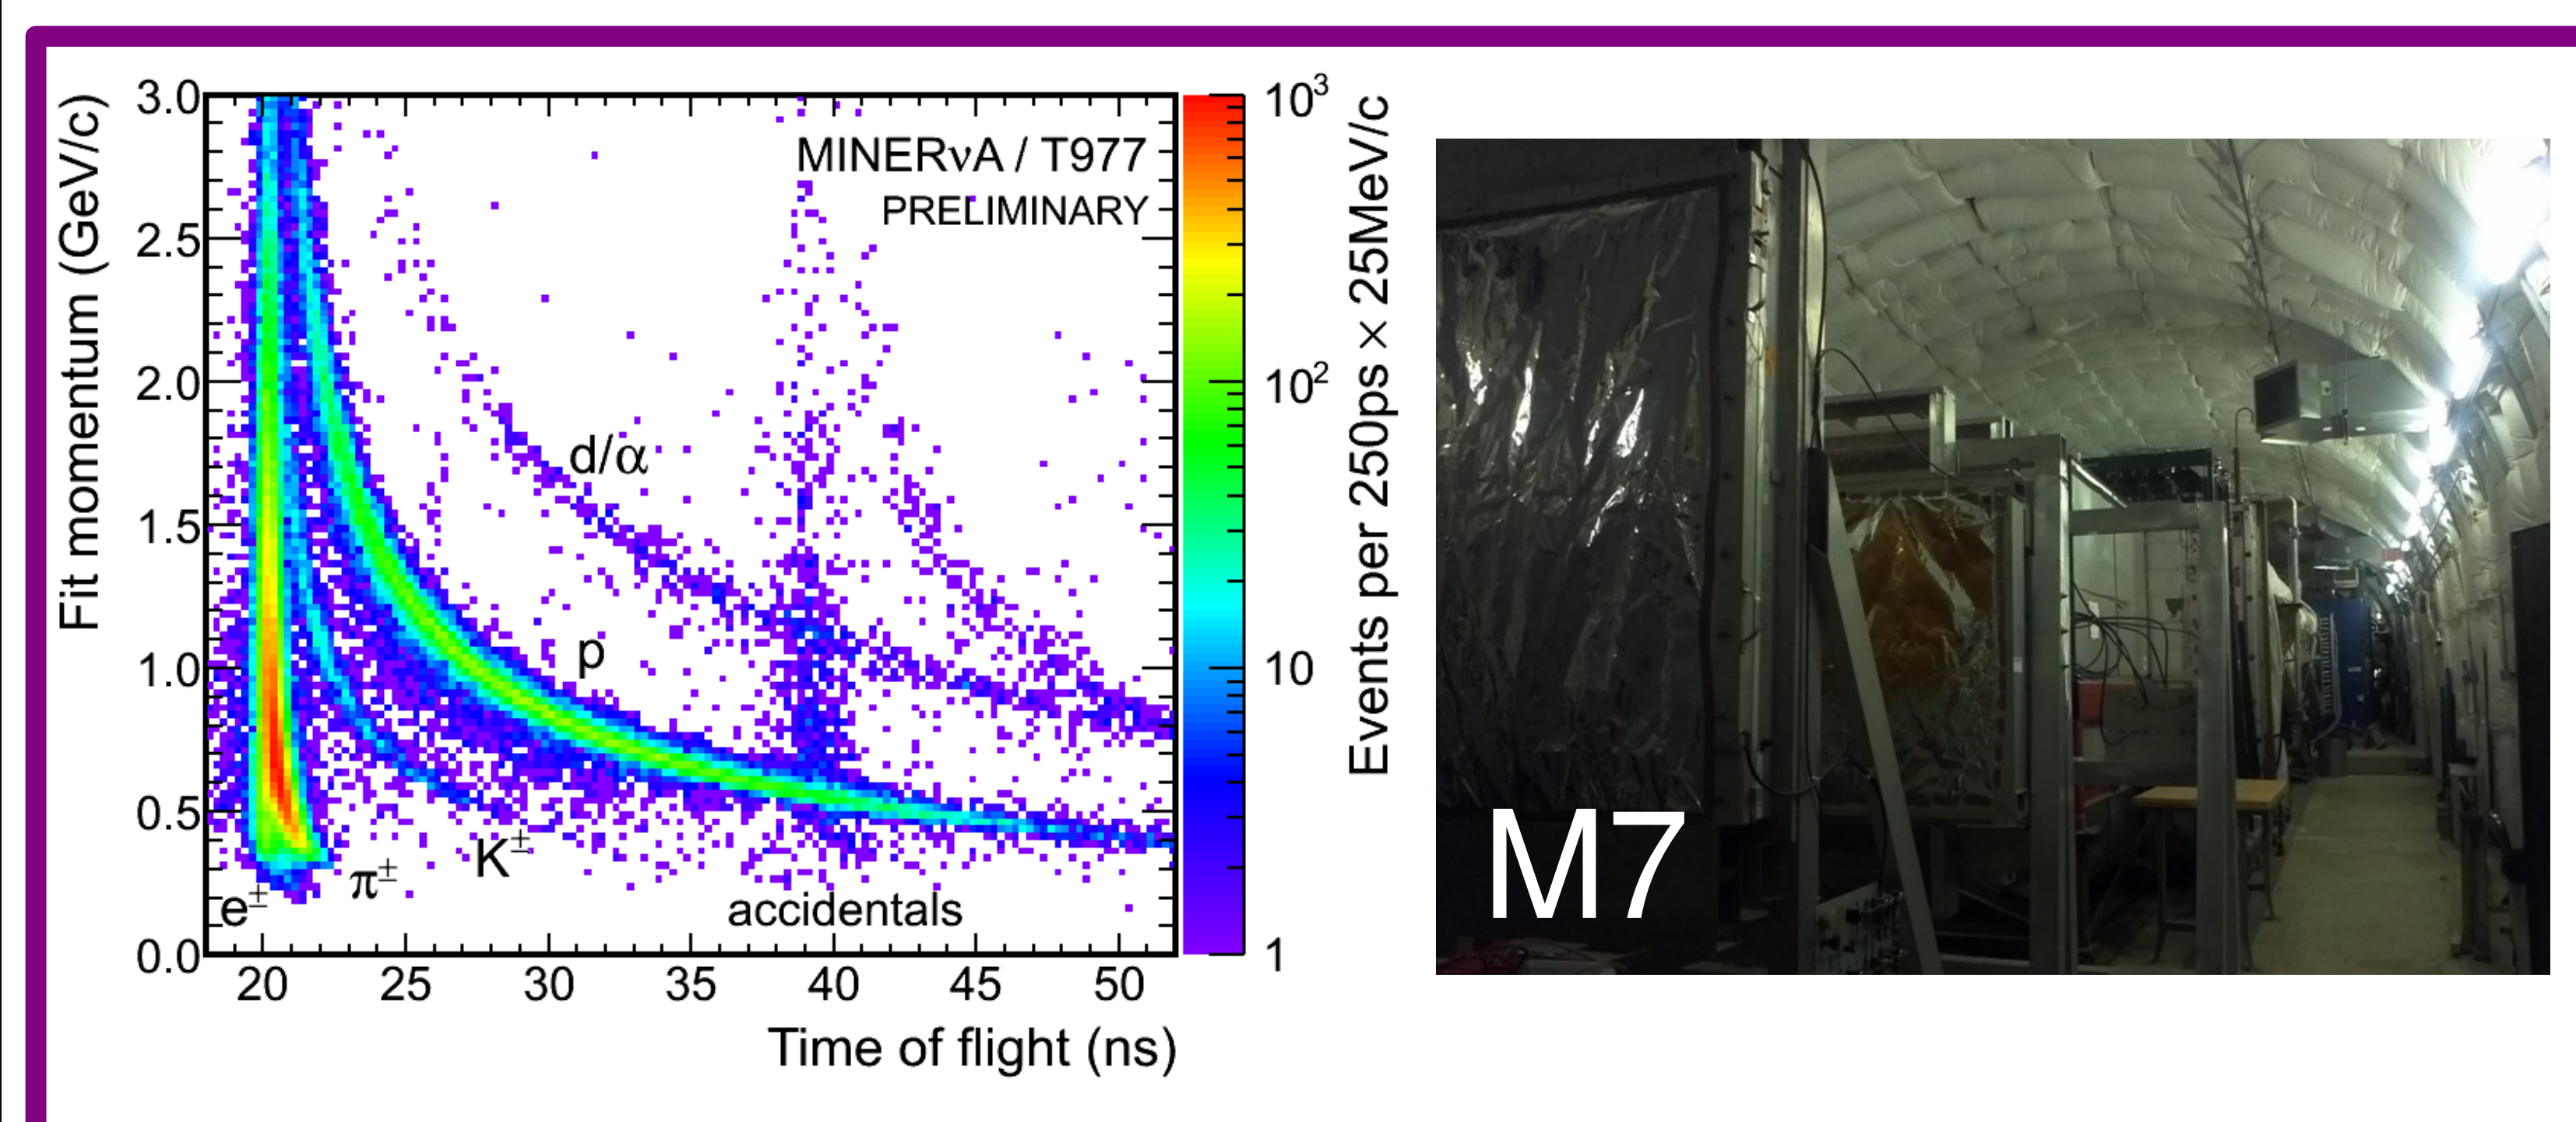 Fit momentum (GeV/c)
3.0
2.5
2.0
1.5
1.0
0.5
0.0
MINERνA / T977
PRELIMINARY
d/α
p
K±
π±
e±
accidentals
20 25 30 35 40 45 50
Time of flight (ns)
10³
10²
10
1
Events per 250ps × 25MeV/c
M7